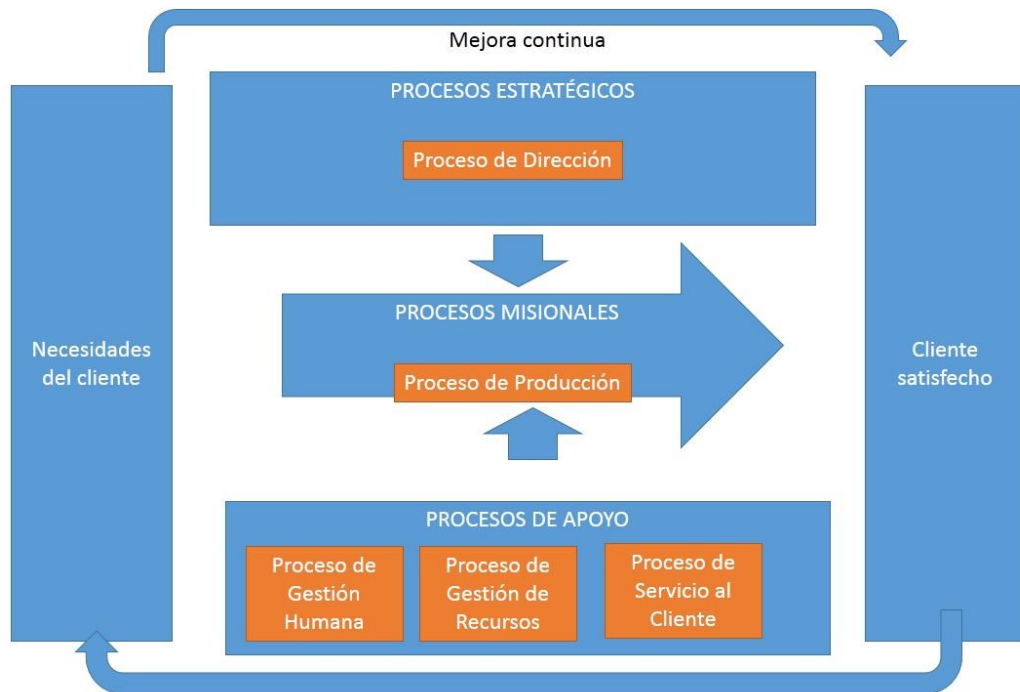 Mejora continua
PROCESOS ESTRATÉGICOS
Proceso de Dirección
Necesidades
del cliente
PROCESOS MISIONALES
Proceso de Producción
Cliente
satisfecho
PROCESOS DE APOYO
Proceso de
Gestión
Humana
Proceso de
Gestión de
Recursos
Proceso de
Servicio al
Cliente